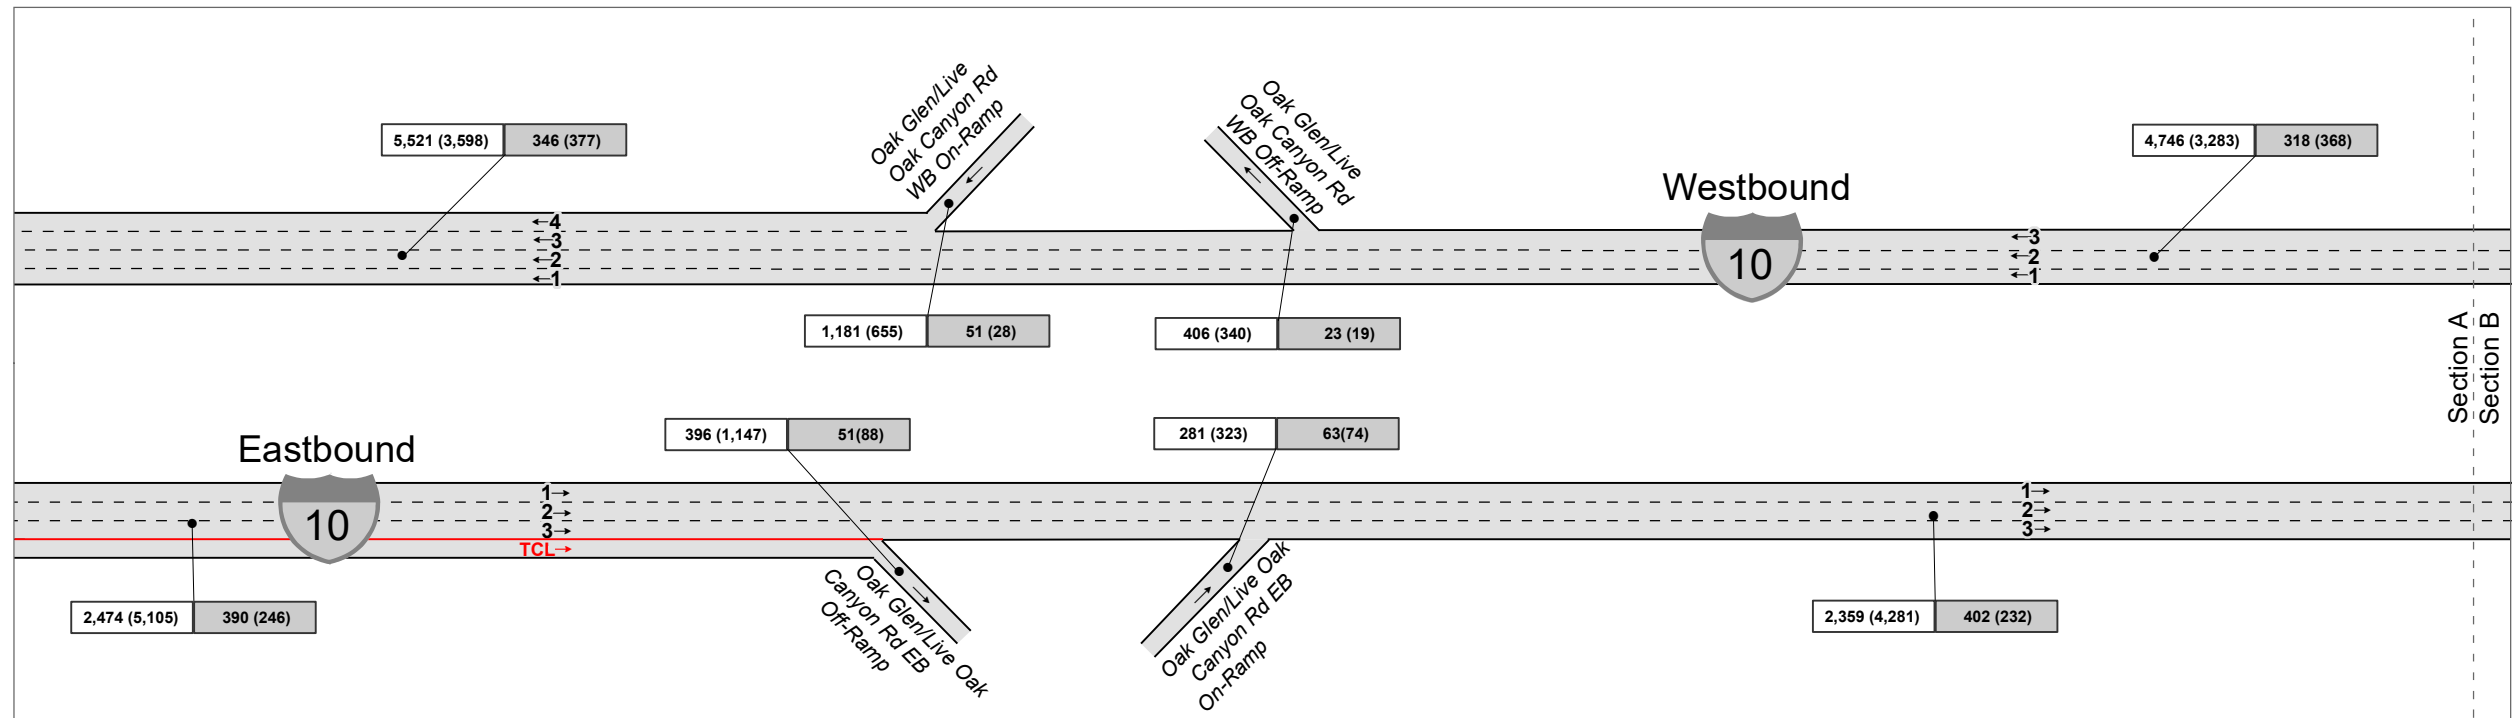 Oak Glen/Live
Oak Canyon Rd
WB On-Ramp
Oak Glen/Live
Oak Canyon Rd
WB Off-Ramp
5,521 (3,598) 346 (377)
4,746 (3,283) 318 (368)
Westbound
10
4
3
2
1
3
2
1
1,181 (655) 51 (28)
406 (340) 23 (19)
Section A
Section B
396 (1,147) 51(88)
281 (323) 63(74)
Eastbound
10
1
2
3
TCL
1
2
3
2,474 (5,105) 390 (246)
Oak Glen/Live Oak
Canyon Rd EB
Off-Ramp
Oak Glen/Live Oak
Canyon Rd EB
On-Ramp
2,359 (4,281) 402 (232)